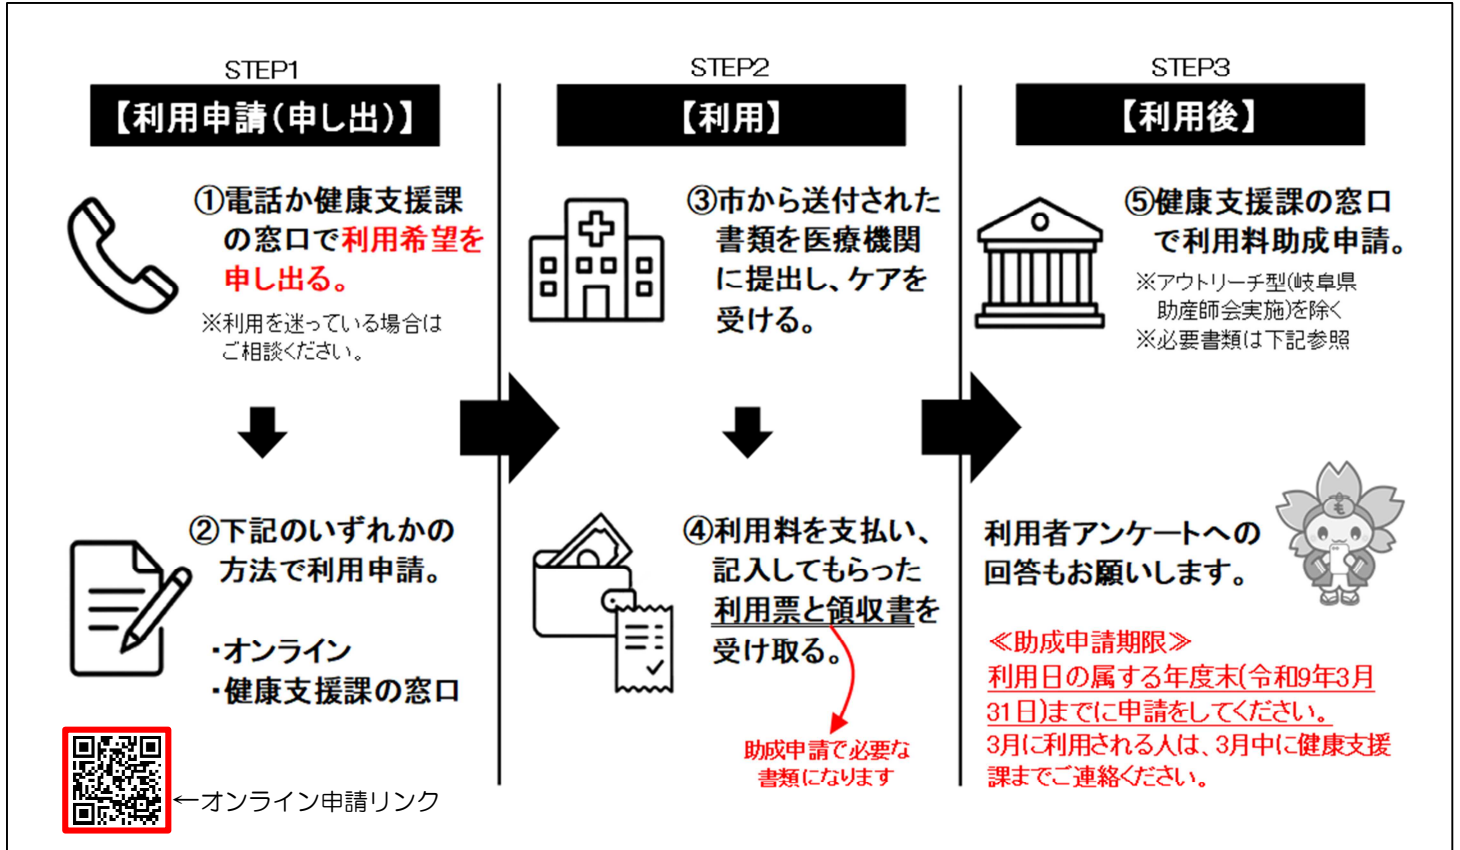 STEP1
【利用申請(申し出)】
①電話か健康支援課
の窓口で利用希望を
申し出る。
※利用を迷っている場合は
ご相談ください。
②下記のいずれかの
方法で利用申請。
・オンライン
・健康支援課の窓口
←オンライン申請リンク
STEP2
【利用】
③市から送付された
書類を医療機関
に提出し、ケアを
受ける。
④利用料を支払い、
記入してもらった
利用票と領収書を
受け取る。
助成申請で必要な
書類になります
STEP3
【利用後】
⑤健康支援課の窓口
で利用料助成申請。
※アウトリーチ型(岐阜県
助産師会実施)を除く
※必要書類は下記参照
利用者アンケートへの
回答もお願いします。
≪助成申請期限≫
利用日の属する年度末(令和9年3月
31日)までに申請をしてください。
3月に利用される人は、3月中に健康支援
課までご連絡ください。